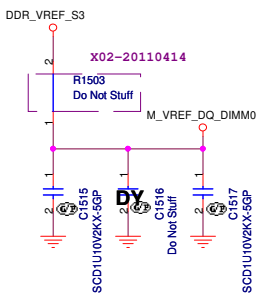 DDR_VREF_S3
X02-20110414
2
R1503
Do Not Stuff
1
M_VREF_DQ_DIMM0
1
2
C1515
SCD1U10V2KX-5GP
1
2
DY
C1516
Do Not Stuff
1
2
C1517
SCD1U10V2KX-5GP